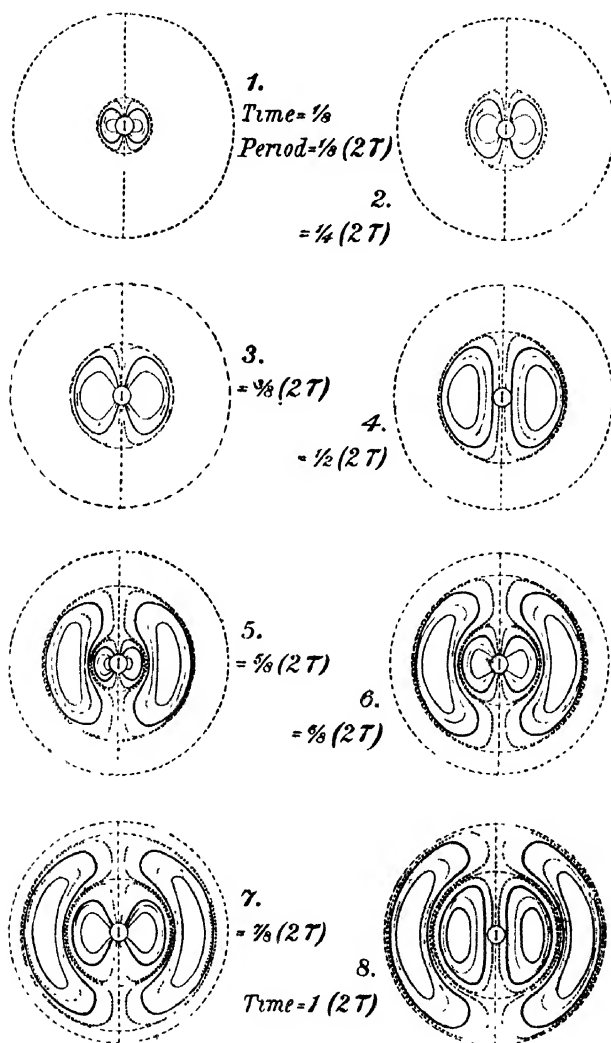 1.
Time = 1/8
Period = 1/8 (2T)
2.
= 1/4 (2T)
3.
= 3/8 (2T)
4.
= 1/2 (2T)
5.
= 5/8 (2T)
6.
= 6/8 (2T)
7.
= 7/8 (2T)
8.
Time = 1 (2T)